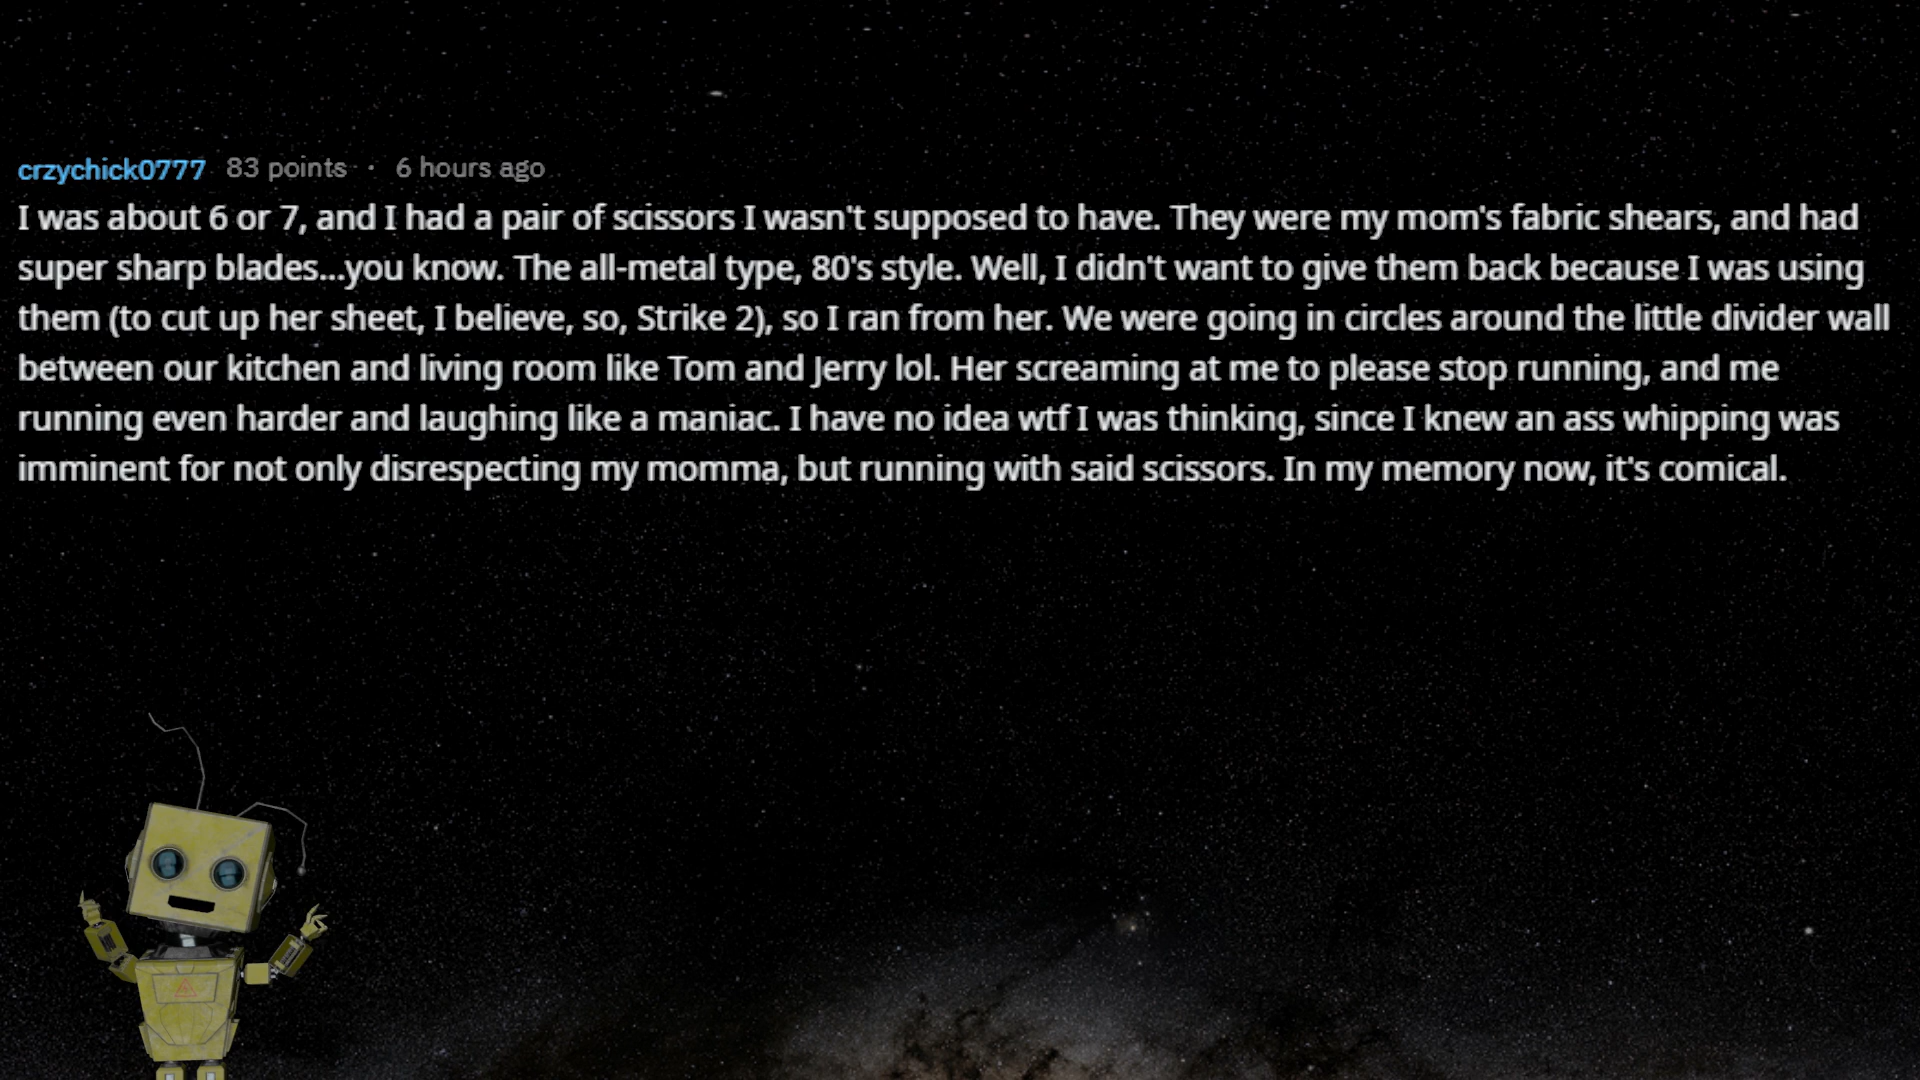 crzychick0777 83 points · 6 hours ago
I was about 6 or 7, and I had a pair of scissors I wasn't supposed to have. They were my mom's fabric shears, and had
super sharp blades...you know. The all-metal type, 80's style. Well, I didn't want to give them back because I was using
them (to cut up her sheet, I believe, so, Strike 2), so I ran from her. We were going in circles around the little divider wall
between our kitchen and living room like Tom and Jerry lol. Her screaming at me to please stop running, and me
running even harder and laughing like a maniac. I have no idea wtf I was thinking, since I knew an ass whipping was
imminent for not only disrespecting my momma, but running with said scissors. In my memory now, it's comical.